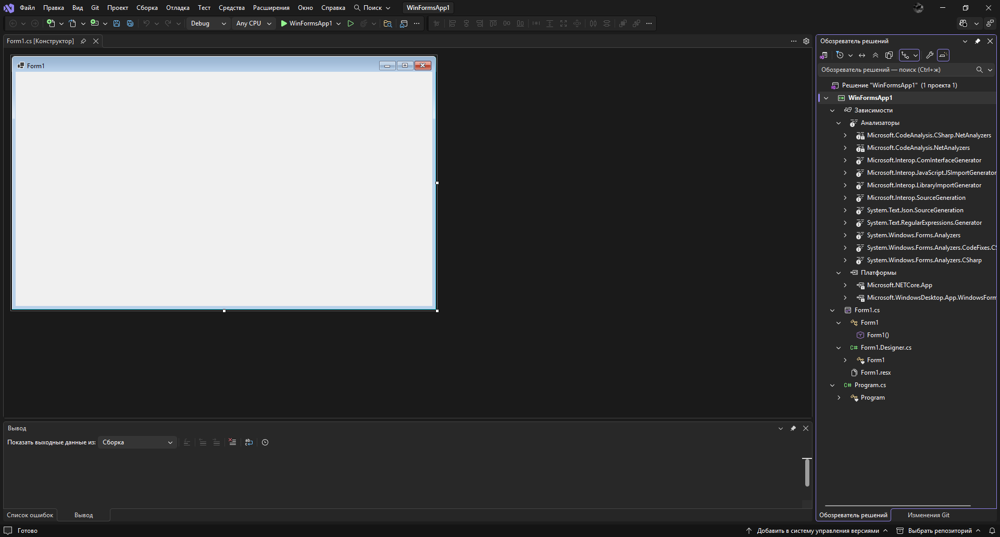 Файл Правка Вид Git Проект Сборка Отладка Тест Средства Расширения Окно Справка Поиск WinFormsApp1
Debug Any CPU WinFormsApp1
Form1.cs [Конструктор]
Form1
Обозреватель решений
Обозреватель решений — поиск (Ctrl+ж)
Решение "WinFormsApp1" (1 проекта 1)
WinFormsApp1
Зависимости
Анализаторы
Microsoft.CodeAnalysis.CSharp.NetAnalyzers
Microsoft.CodeAnalysis.NetAnalyzers
Microsoft.Interop.ComInterfaceGenerator
Microsoft.Interop.JavaScript.JSImportGenerator
Microsoft.Interop.LibraryImportGenerator
Microsoft.Interop.SourceGeneration
System.Text.Json.SourceGeneration
System.Text.RegularExpressions.Generator
System.Windows.Forms.Analyzers
System.Windows.Forms.Analyzers.CodeFixes.CS
System.Windows.Forms.Analyzers.CSharp
Платформы
Microsoft.NETCore.App
Microsoft.WindowsDesktop.App.WindowsForm
Form1.cs
Form1
Form1()
C# Form1.Designer.cs
Form1
Form1.resx
C# Program.cs
Program
Вывод
Показать выходные данные из: Сборка
Список ошибок Вывод
Обозреватель решений Изменения Git
Готово
Добавить в систему управления версиями Выбрать репозиторий